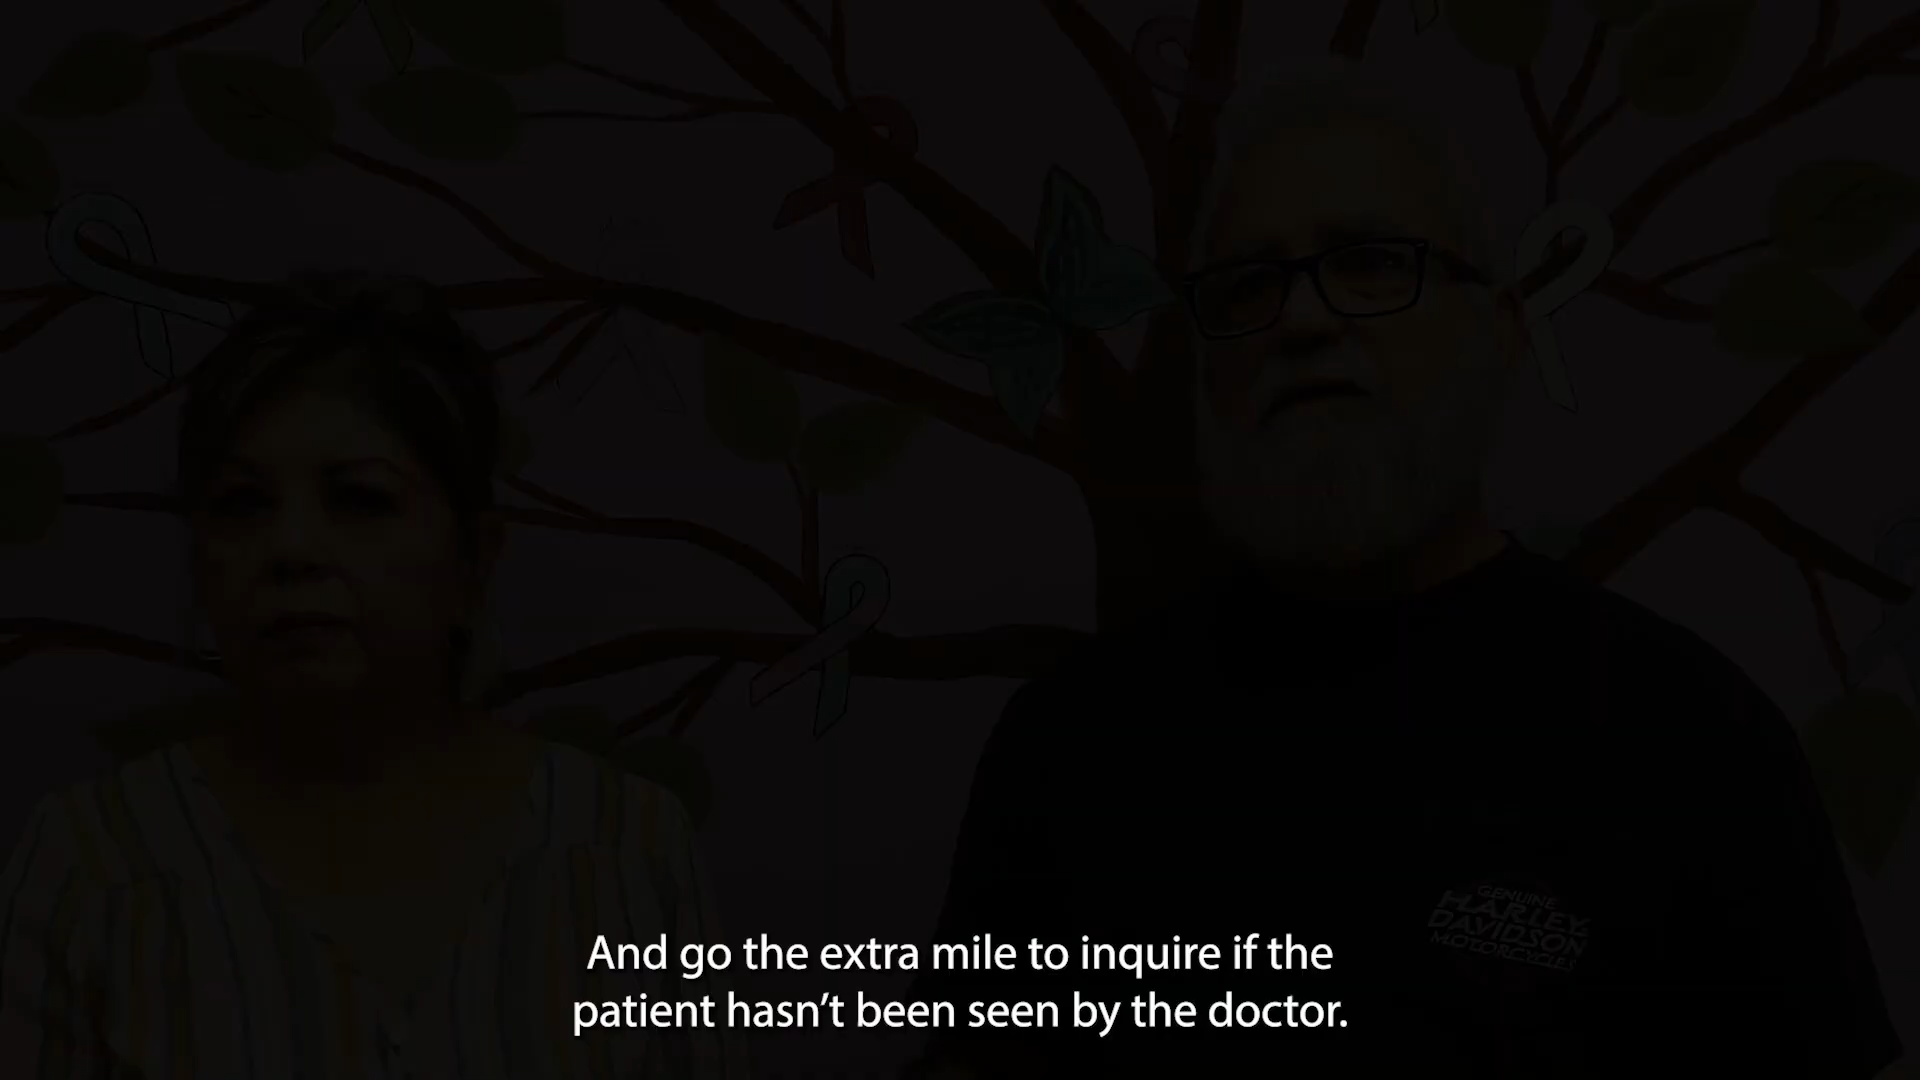 GENUINE
HARLEY
DAVIDSON
MOTORCYCLES
And go the extra mile to inquire if the
patient hasn’t been seen by the doctor.